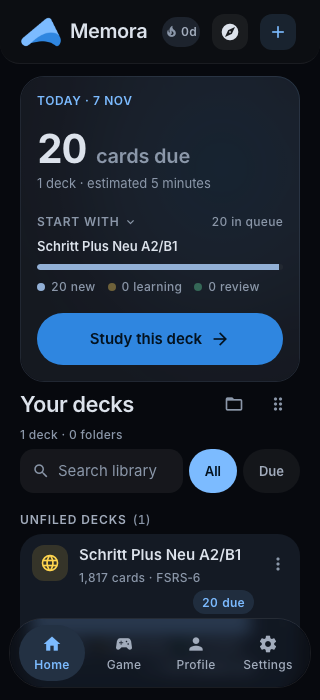 Memora
0d
TODAY · 7 NOV
20 cards due
1 deck · estimated 5 minutes
START WITH
20 in queue
Schritt Plus Neu A2/B1
20 new
0 learning
0 review
Study this deck
Your decks
1 deck · 0 folders
Search library
All
Due
UNFILED DECKS (1)
Schritt Plus Neu A2/B1
1,817 cards · FSRS-6
20 due
Home
Game
Profile
Settings